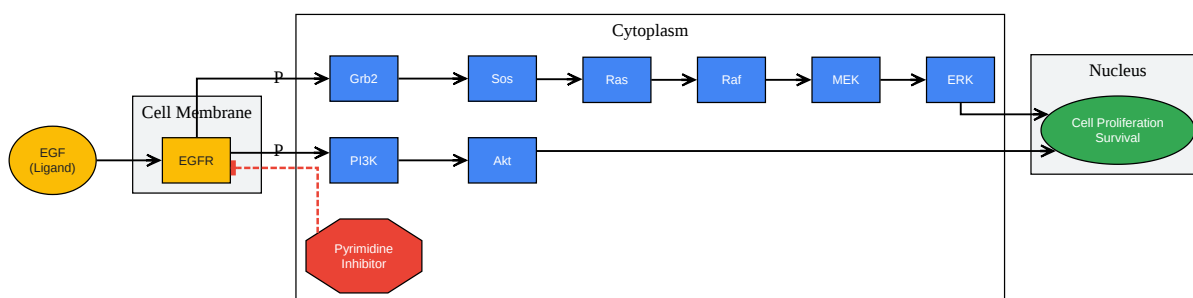 Cytoplasm
P
Grb2
Sos
Ras
Raf
MEK
ERK
Nucleus
Cell Membrane
Cell Proliferation
Survival
EGF
(Ligand)
EGFR
P
PI3K
Akt
Pyrimidine
Inhibitor